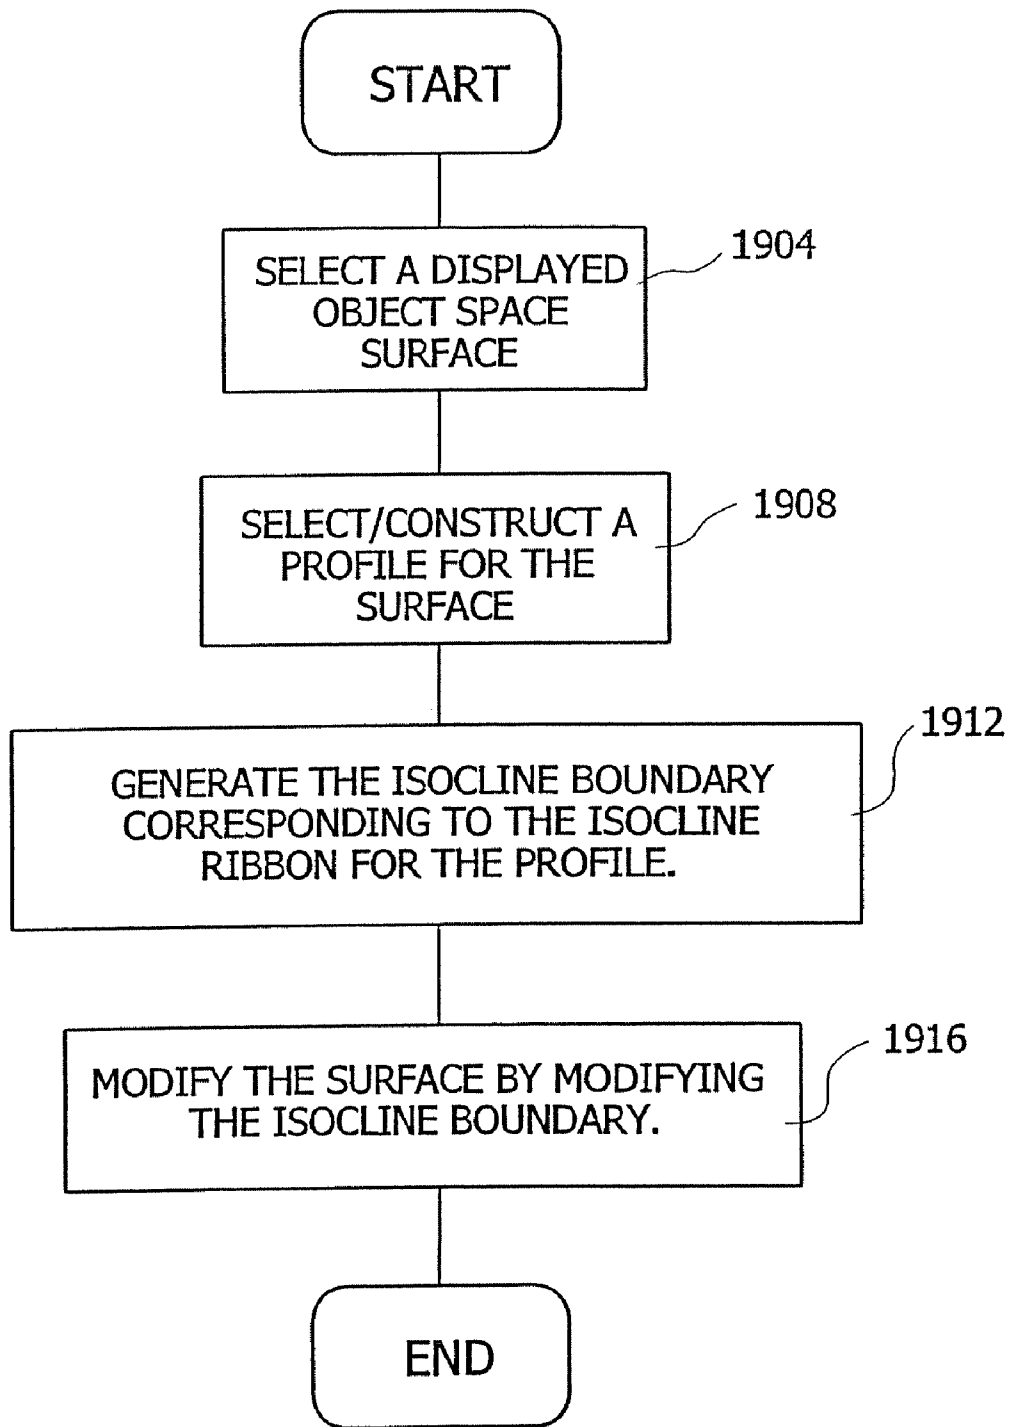 START
SELECT A DISPLAYED
OBJECT SPACE
SURFACE
1904
SELECT/CONSTRUCT A
PROFILE FOR THE
SURFACE
1908
GENERATE THE ISOCLINE BOUNDARY
CORRESPONDING TO THE ISOCLINE
RIBBON FOR THE PROFILE.
1912
MODIFY THE SURFACE BY MODIFYING
THE ISOCLINE BOUNDARY.
1916
END